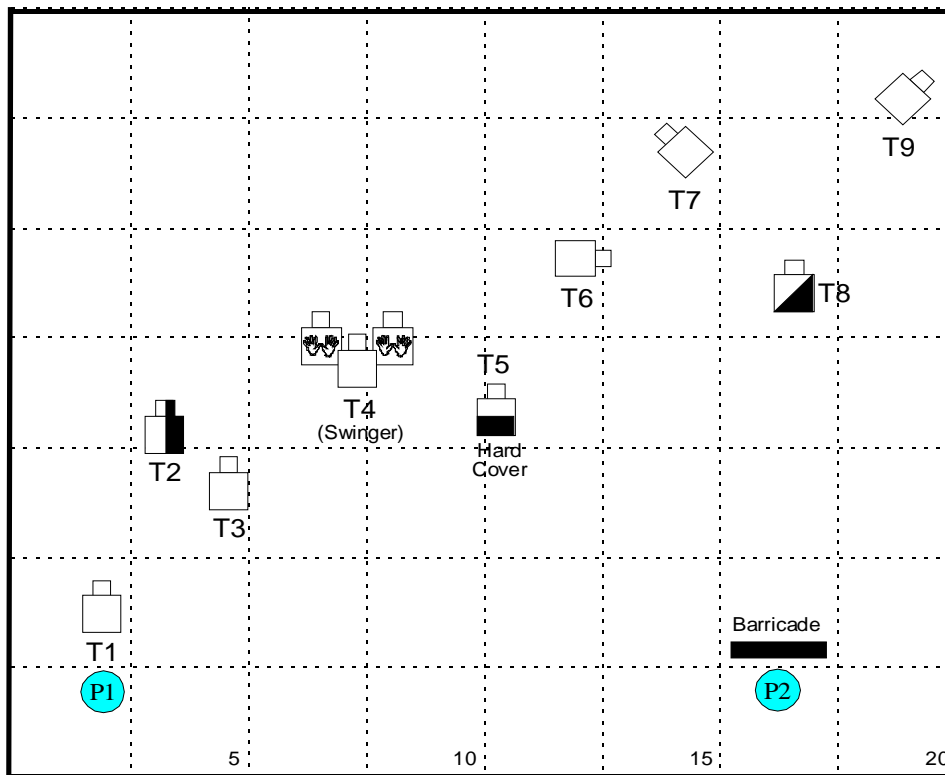 T9
T7
T6
T8
T5
T4
(Swinger)
Hard
Cover
T2
T3
Barricade
T1
P1
P2
5
10
15
20